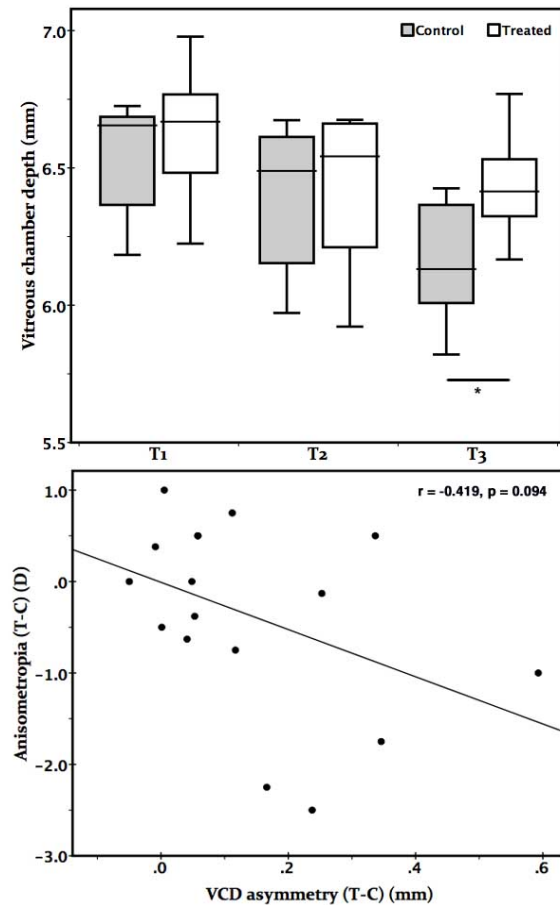 7.0
Control Treated
6.5
Vitreous chamber depth (mm)
6.0
*
5.5
T1 T2 T3
1.0
r = -0.419, p = 0.094
.0
Anisometropia (T-C) (D)
-1.0
-2.0
-3.0
.0 .2 .4 .6
VCD asymmetry (T-C) (mm)